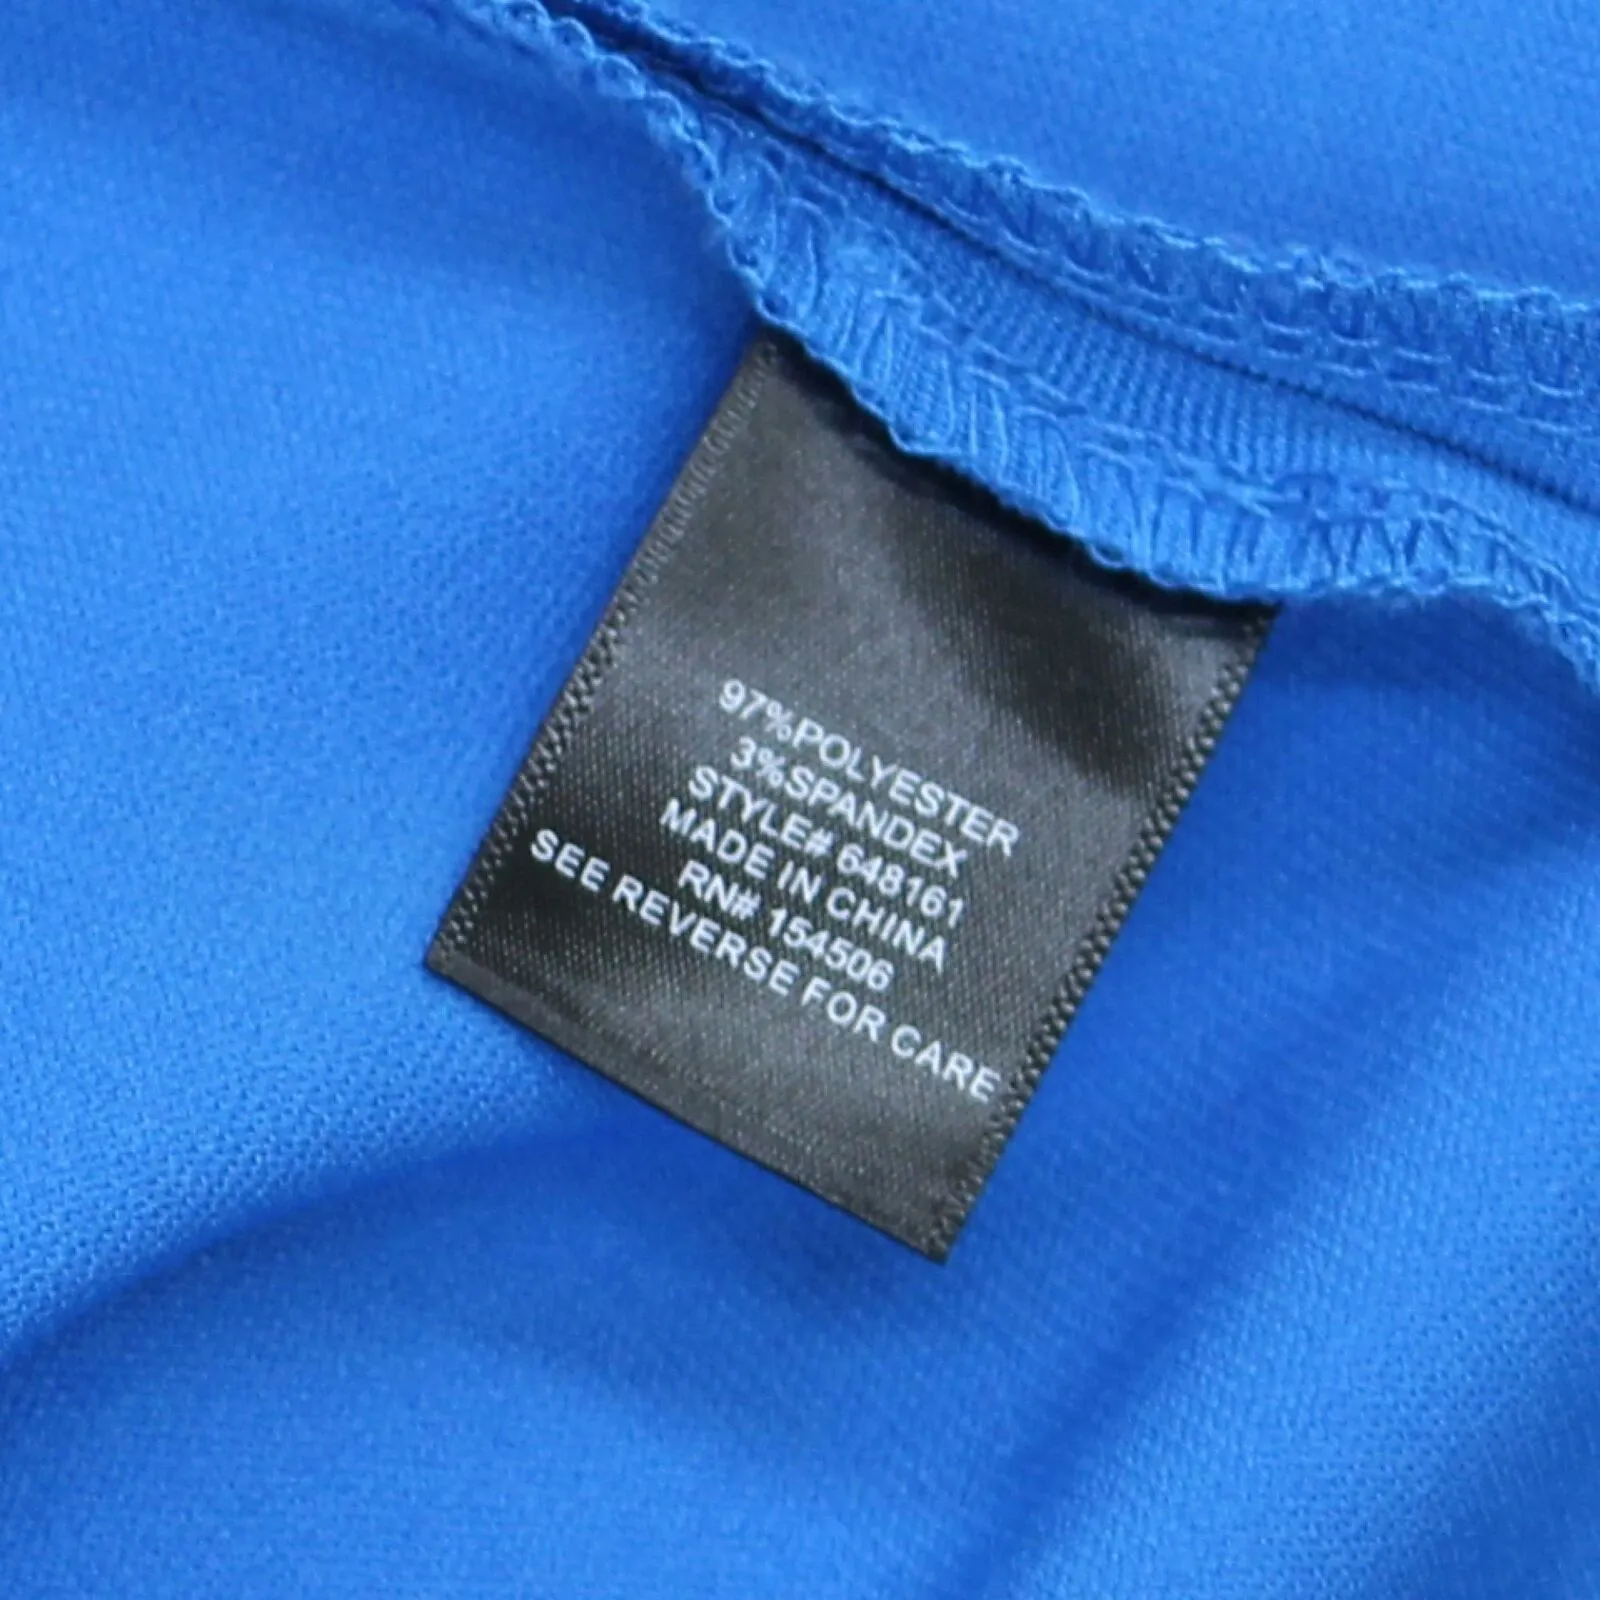 97%POLYESTER
3%SPANDEX
STYLE# 648161
MADE IN CHINA
RN# 154506
SEE REVERSE FOR CARE